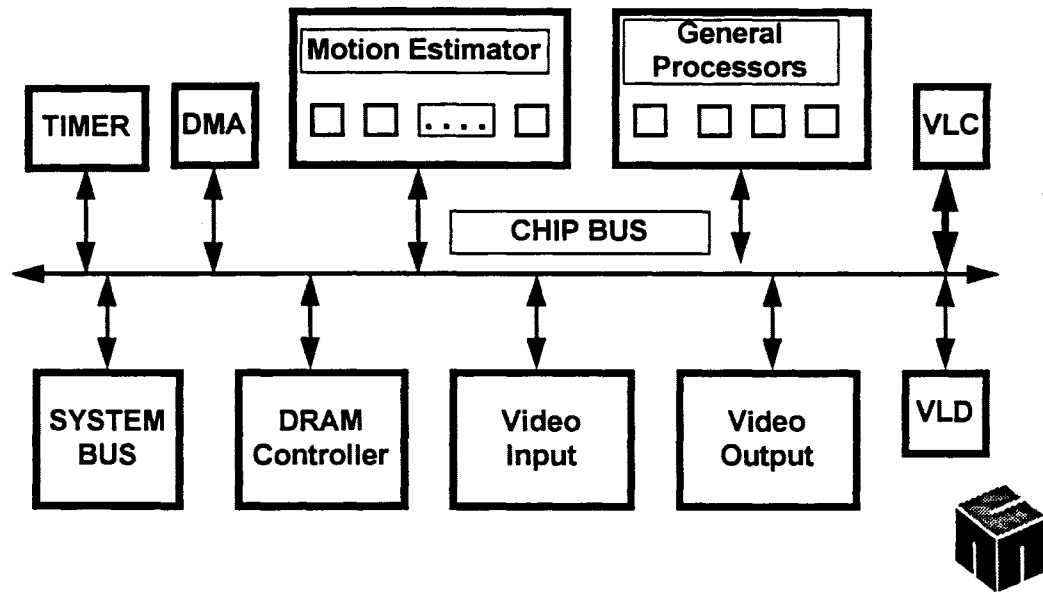 Motion Estimator
General
Processors
TIMER
DMA
. . . .
VLC
CHIP BUS
SYSTEM
BUS
DRAM
Controller
Video
Input
Video
Output
VLD